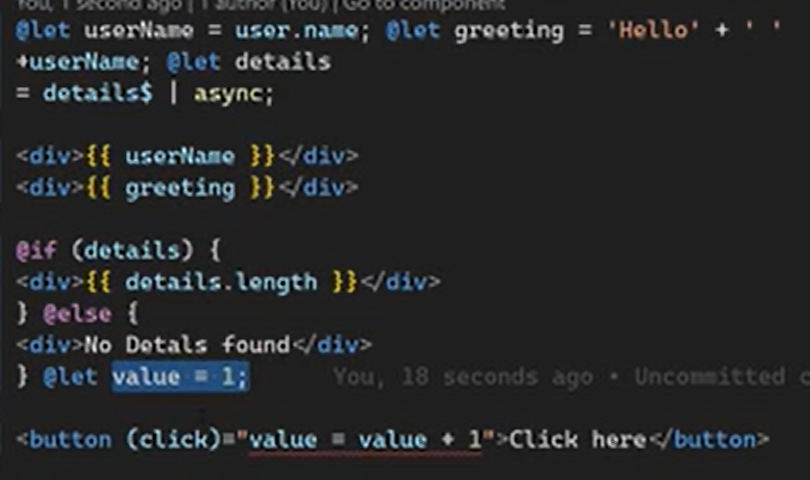 You, 1 second ago | 1 author (You) | Go to component
@let userName = user.name; @let greeting = 'Hello' + ' '
+userName; @let details
= details$ | async;
<div>{{ userName }}</div>
<div>{{ greeting }}</div>
@if (details) {
<div>{{ details.length }}</div>
} @else {
<div>No Detals found</div>
} @let value = 1; You, 18 seconds ago • Uncommitted c
<button (click)="value = value + 1">Click here</button>